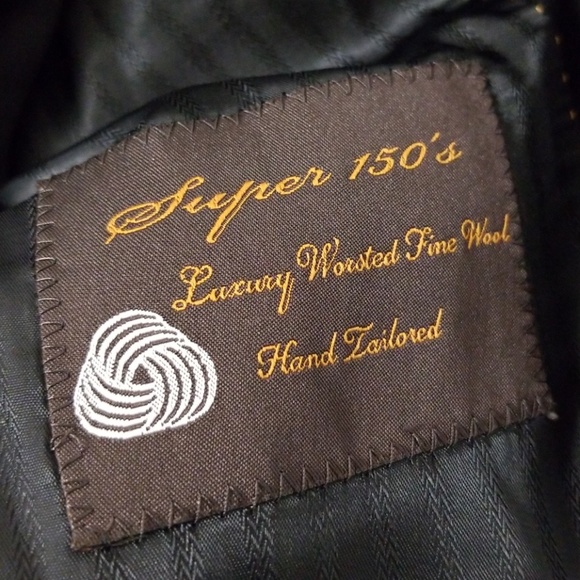 Super 150's
Luxury Worsted Fine Wool
Hand Tailored